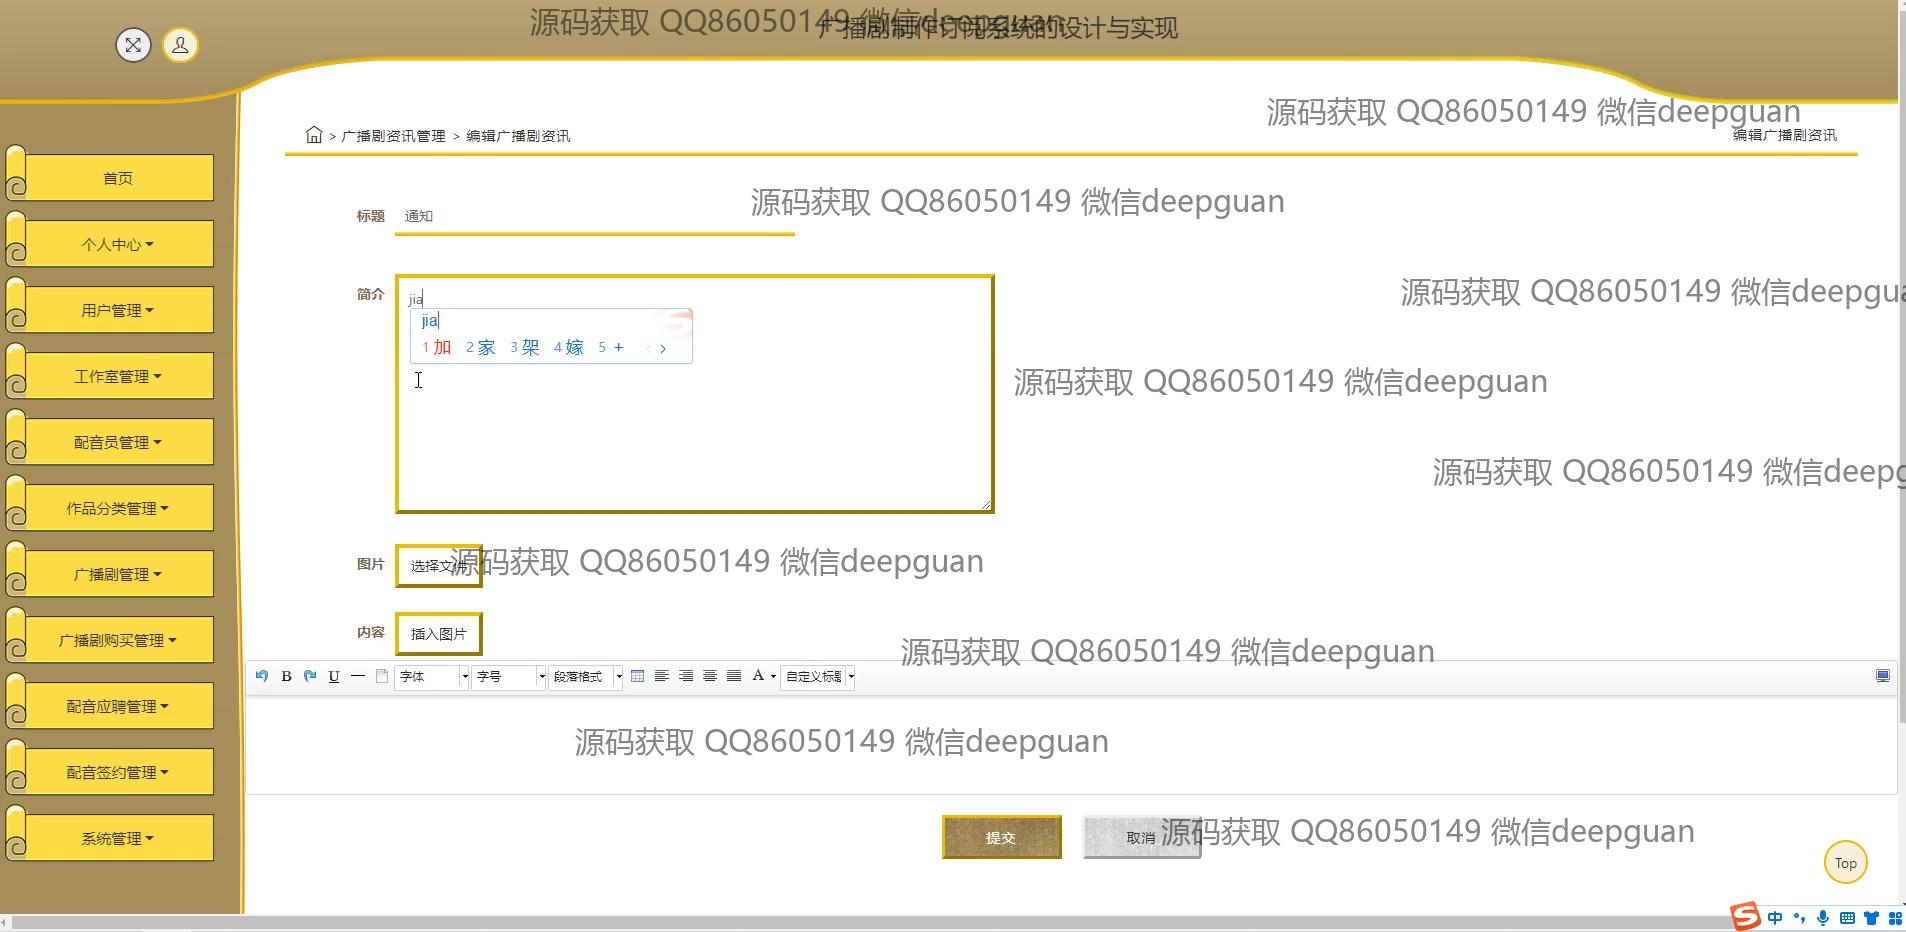 源码获取 QQ86050149 微信deepguan
广播剧制作订阅系统的设计与实现
源码获取 QQ86050149 微信deepguan
> 广播剧资讯管理 > 编辑广播剧资讯
编辑广播剧资讯
首页
标题 通知
源码获取 QQ86050149 微信deepguan
个人中心
简介
jia
jia
1 加 2 家 3 架 4 嫁 5 + < >
源码获取 QQ86050149 微信deepgua
用户管理
工作室管理
源码获取 QQ86050149 微信deepguan
配音员管理
源码获取 QQ86050149 微信deepg
作品分类管理
图片 选择文件
源码获取 QQ86050149 微信deepguan
广播剧管理
内容 插入图片
广播剧购买管理
源码获取 QQ86050149 微信deepguan
B U 字体 字号 段落格式 A 自定义标题
配音应聘管理
源码获取 QQ86050149 微信deepguan
配音签约管理
系统管理
提交 取消
源码获取 QQ86050149 微信deepguan
Top
S 中